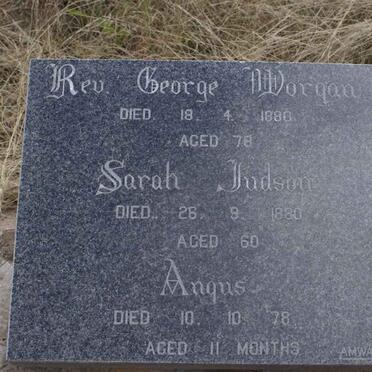 Rev. George Morgan
DIED. 18. 4. 1880
AGED 78
Sarah Judson
DIED. 26. 9. 1880
AGED 60
Angus
DIED 10. 10. 78
AGED 11 MONTHS
AMWA